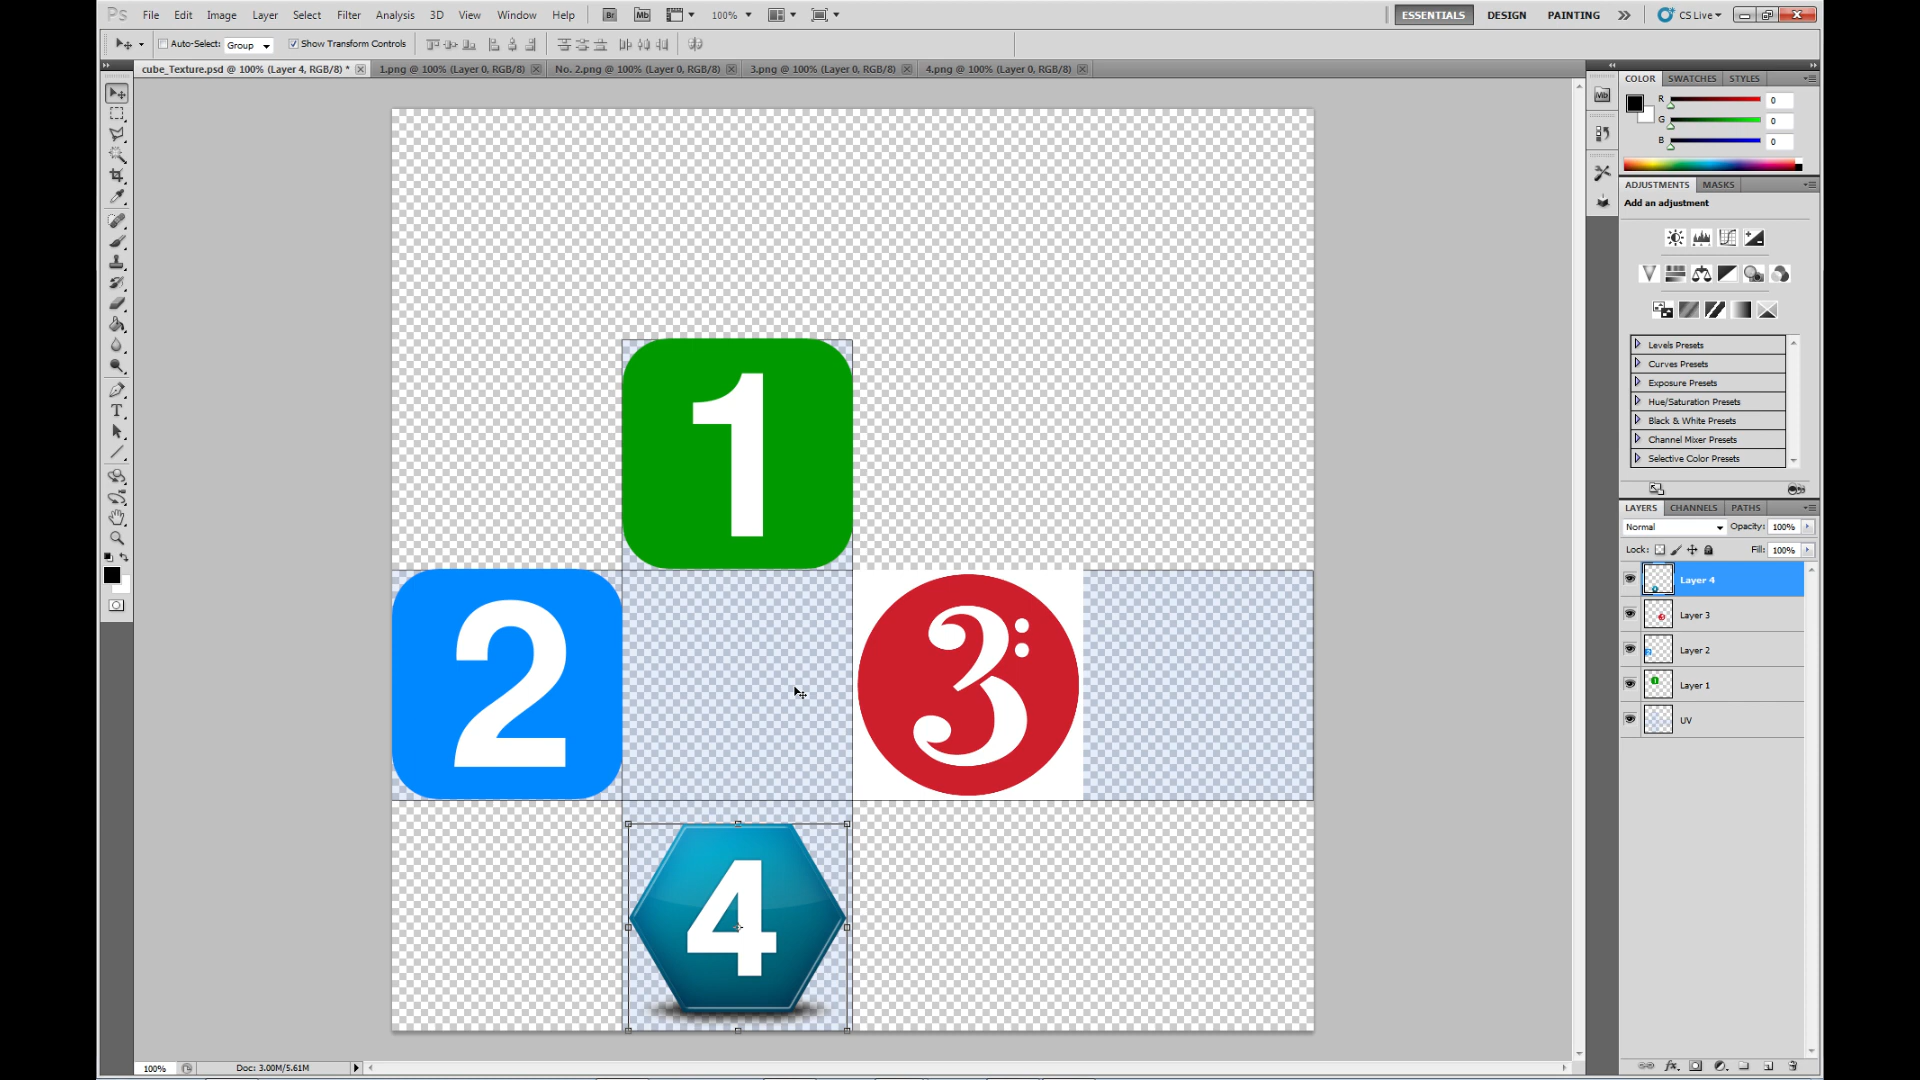 Ps File Edit Image Layer Select Filter Analysis 3D View Window Help Br Mb 100% ESSENTIALS DESIGN PAINTING CS Live
Auto-Select: Group Show Transform Controls
cube_Texture.psd @ 100% (Layer 4, RGB/8) * 1.png @ 100% (Layer 0, RGB/8) No. 2.png @ 100% (Layer 0, RGB/8) 3.png @ 100% (Layer 0, RGB/8) 4.png @ 100% (Layer 0, RGB/8)
COLOR SWATCHES STYLES
Mb
R 0
G 0
B 0
ADJUSTMENTS MASKS
Add an adjustment
Levels Presets
Curves Presets
Exposure Presets
Hue/Saturation Presets
Black & White Presets
Channel Mixer Presets
Selective Color Presets
1
2
3
4
LAYERS CHANNELS PATHS
Normal Opacity: 100%
Lock: Fill: 100%
Layer 4
Layer 3
Layer 2
Layer 1
UV
100% Doc: 3.00M/5.61M